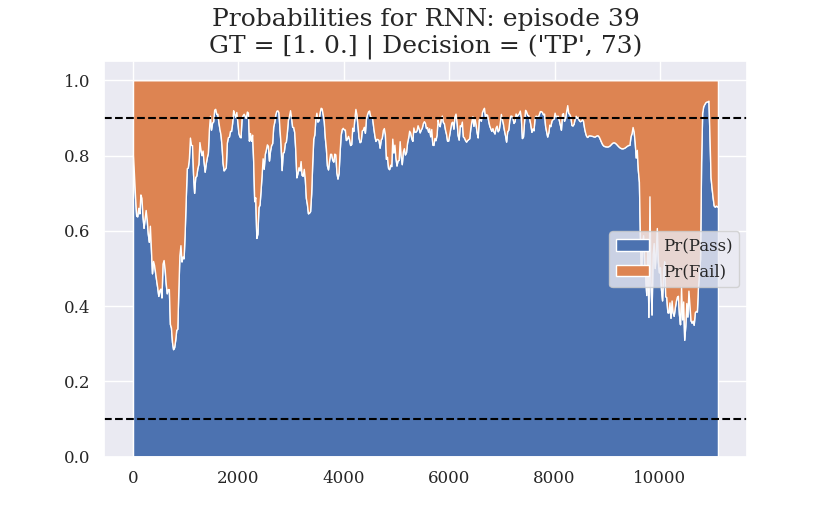 Probabilities for RNN: episode 39
GT = [1. 0.] | Decision = ('TP', 73)
1.0
0.8
0.6
0.4
0.2
0.0
Pr(Pass)
Pr(Fail)
0 2000 4000 6000 8000 10000